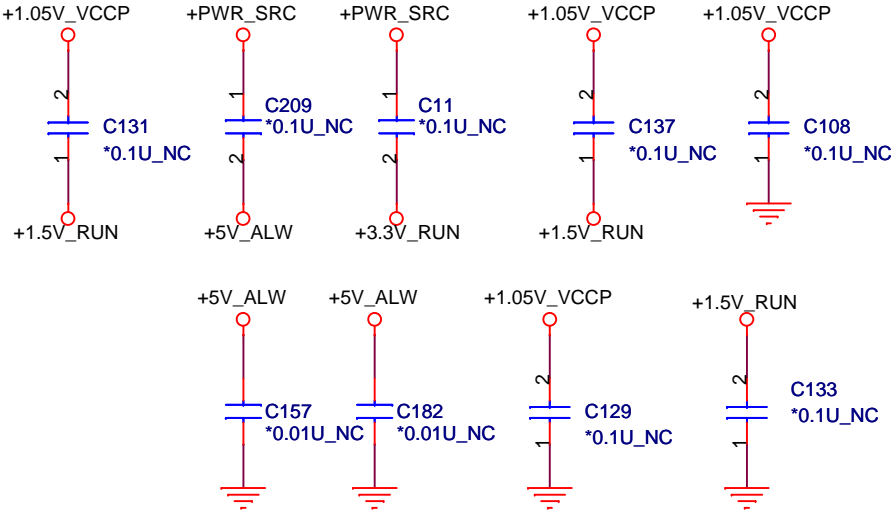 +1.05V_VCCP
+PWR_SRC
+PWR_SRC
+1.05V_VCCP
+1.05V_VCCP
2
1
1
2
2
C131
*0.1U_NC
C209
*0.1U_NC
C11
*0.1U_NC
C137
*0.1U_NC
C108
*0.1U_NC
1
2
2
1
1
+1.5V_RUN
+5V_ALW
+3.3V_RUN
+1.5V_RUN
+5V_ALW
+5V_ALW
+1.05V_VCCP
+1.5V_RUN
2
2
C157
*0.01U_NC
C182
*0.01U_NC
C129
*0.1U_NC
C133
*0.1U_NC
1
1